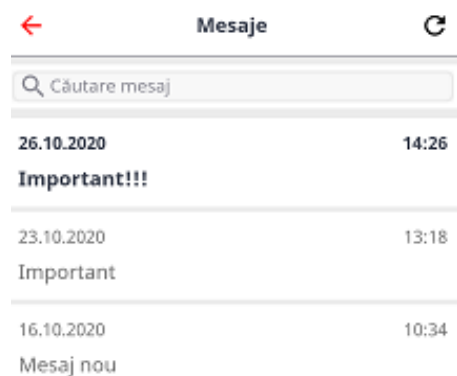 Mesaje
Căutare mesaj
26.10.2020 14:26
Important!!!
23.10.2020 13:18
Important
16.10.2020 10:34
Mesaj nou